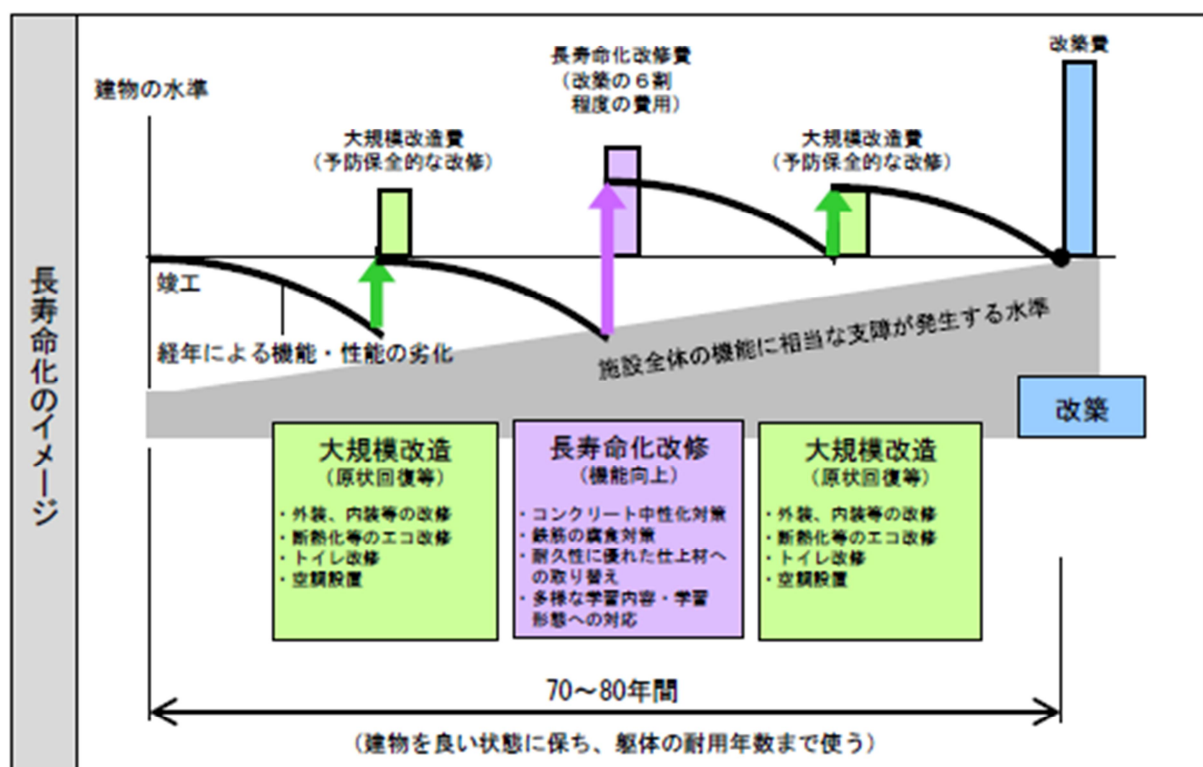 長寿命化のイメージ
建物の水準
大規模改造費
(予防保全的な改修)
長寿命化改修費
(改築の6割
程度の費用)
大規模改造費
(予防保全的な改修)
改築費
竣工
経年による機能・性能の劣化
施設全体の機能に相当な支障が発生する水準
改築
大規模改造
(原状回復等)
・外装、内装等の改修
・断熱化等のエコ改修
・トイレ改修
・空調設置
長寿命化改修
(機能向上)
・コンクリート中性化対策
・鉄筋の腐食対策
・耐久性に優れた仕上材へ
の取り替え
・多様な学習内容・学習
形態への対応
大規模改造
(原状回復等)
・外装、内装等の改修
・断熱化等のエコ改修
・トイレ改修
・空調設置
70～80年間
(建物を良い状態に保ち、躯体の耐用年数まで使う)